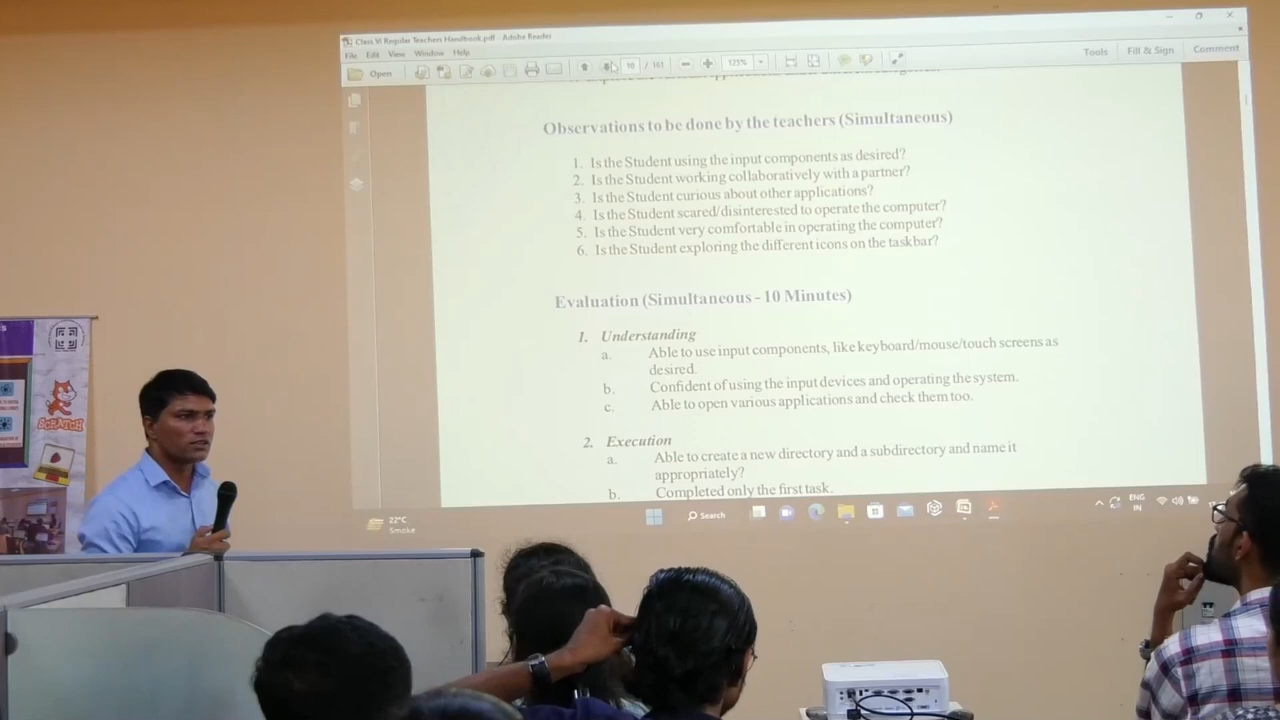 Class VI Regular Teachers Handbook.pdf - Adobe Reader
File Edit View Window Help
Open 10 / 161 125% Tools Fill & Sign Comment
Observations to be done by the teachers (Simultaneous)
1. Is the Student using the input components as desired?
2. Is the Student working collaboratively with a partner?
3. Is the Student curious about other applications?
4. Is the Student scared/disinterested to operate the computer?
5. Is the Student very comfortable in operating the computer?
6. Is the Student exploring the different icons on the taskbar?
Evaluation (Simultaneous - 10 Minutes)
1. Understanding
a. Able to use input components, like keyboard/mouse/touch screens as
desired.
b. Confident of using the input devices and operating the system.
c. Able to open various applications and check them too.
2. Execution
a. Able to create a new directory and a subdirectory and name it
appropriately?
b. Completed only the first task.
22°C
Smoke
Search
ENG
IN
SCRATCH